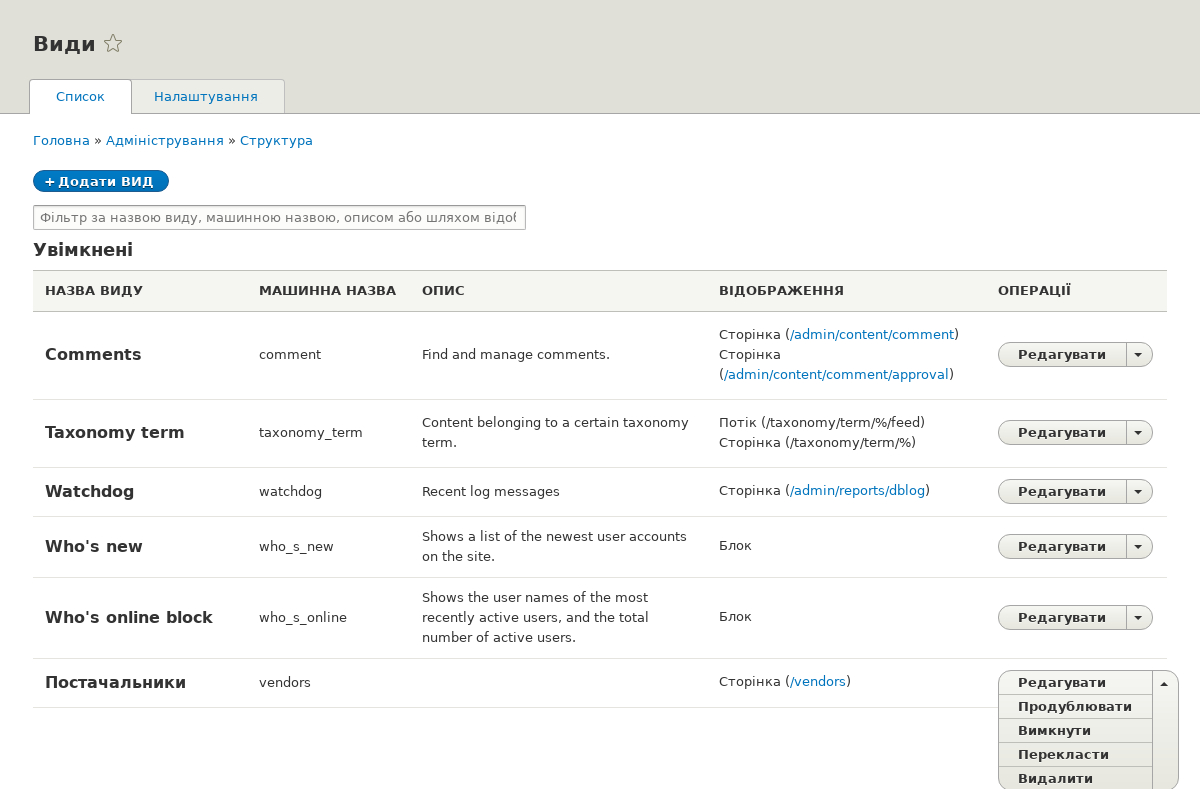 Види
Список
Налаштування
Головна » Адміністрування » Структура
+ Додати ВИД
Фільтр за назвою виду, машинною назвою, описом або шляхом
Увімкнені
НАЗВА ВИДУ
МАШИННА НАЗВА
ОПИС
ВІДОБРАЖЕННЯ
ОПЕРАЦІЇ
Comments
comment
Find and manage comments.
Сторінка (/admin/content/comment)
Сторінка
(/admin/content/comment/approval)
Редагувати
Taxonomy term
taxonomy_term
Content belonging to a certain taxonomy
term.
Потік (/taxonomy/term/%/feed)
Сторінка (/taxonomy/term/%)
Редагувати
Watchdog
watchdog
Recent log messages
Сторінка (/admin/reports/dblog)
Редагувати
Who's new
who_s_new
Shows a list of the newest user accounts
on the site.
Блок
Редагувати
Who's online block
who_s_online
Shows the user names of the most
recently active users, and the total
number of active users.
Блок
Редагувати
Постачальники
vendors
Сторінка (/vendors)
Редагувати
Продублювати
Вимкнути
Перекласти
Видалити